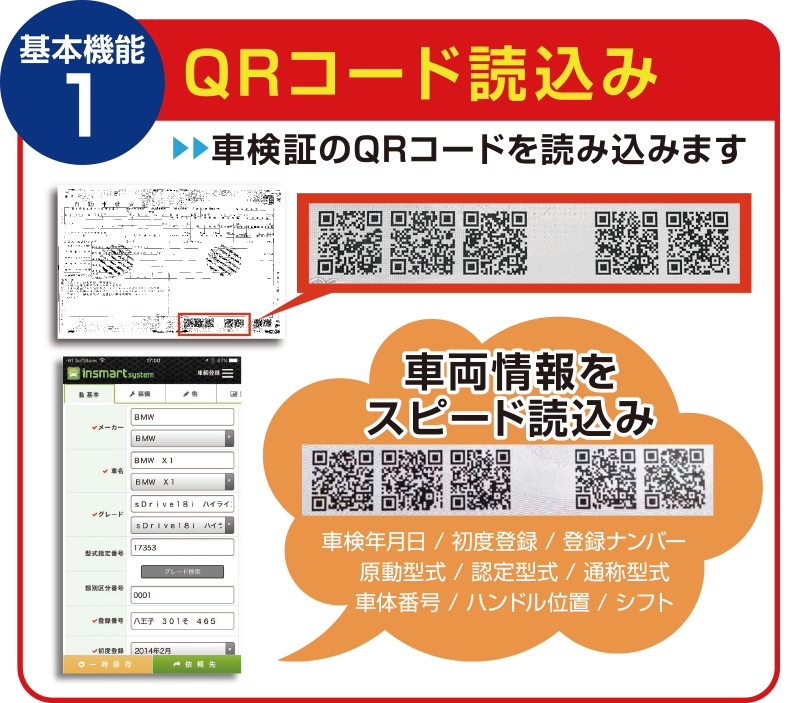 基本機能
1
QRコード読込み
車検証のQRコードを読み込みます
車両情報を
スピード読込み
車検年月日 / 初度登録 / 登録ナンバー
原動型式 / 認定型式 / 通称型式
車体番号 / ハンドル位置 / シフト
SoftBank 17:00 47%
insmart system 車輌登録
基本 装備 色
メーカー
BMW
BMW
車名
BMW X1
BMW X1
グレード
sDrive18i ハイライ
sDrive18i ハイラ
型式指定番号
17353
グレード検索
類別区分番号
0001
登録番号
八王子 301そ 465
初度登録
2014年2月
一時保存
依頼先